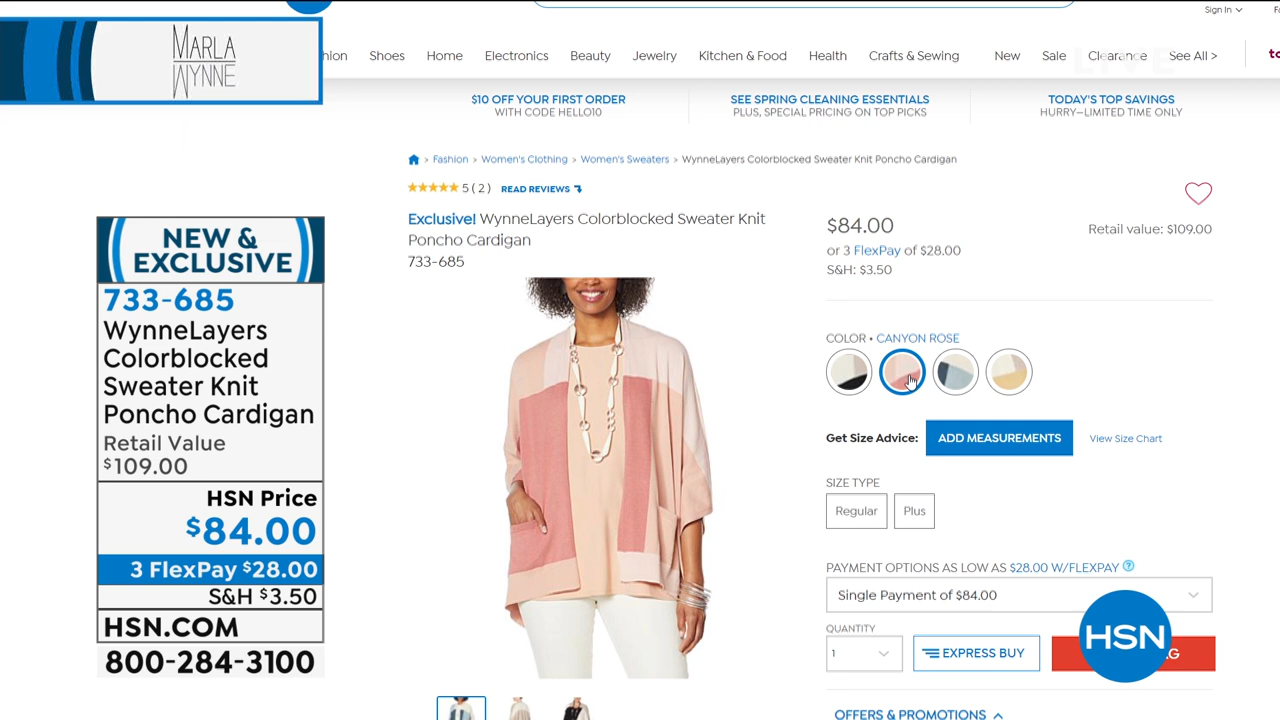 Sign In
MARLA
WYNNE
Shoes
Home
Electronics
Beauty
Jewelry
Kitchen & Food
Health
Crafts & Sewing
New
Sale
Clearance
See All >
LIVE
$10 OFF YOUR FIRST ORDER
WITH CODE HELLO10
SEE SPRING CLEANING ESSENTIALS
PLUS, SPECIAL PRICING ON TOP PICKS
TODAY'S TOP SAVINGS
HURRY—LIMITED TIME ONLY
> Fashion > Women's Clothing > Women's Sweaters > WynneLayers Colorblocked Sweater Knit Poncho Cardigan
5 ( 2 ) READ REVIEWS
Exclusive! WynneLayers Colorblocked Sweater Knit
Poncho Cardigan
733-685
$84.00
Retail value: $109.00
or 3 FlexPay of $28.00
S&H: $3.50
COLOR • CANYON ROSE
Get Size Advice:
ADD MEASUREMENTS
View Size Chart
SIZE TYPE
Regular
Plus
PAYMENT OPTIONS AS LOW AS $28.00 W/FLEXPAY ?
Single Payment of $84.00
QUANTITY
1
EXPRESS BUY
HSN
OFFERS & PROMOTIONS
NEW &
EXCLUSIVE
733-685
WynneLayers
Colorblocked
Sweater Knit
Poncho Cardigan
Retail Value
$109.00
HSN Price
$84.00
3 FlexPay $28.00
S&H $3.50
HSN.COM
800-284-3100